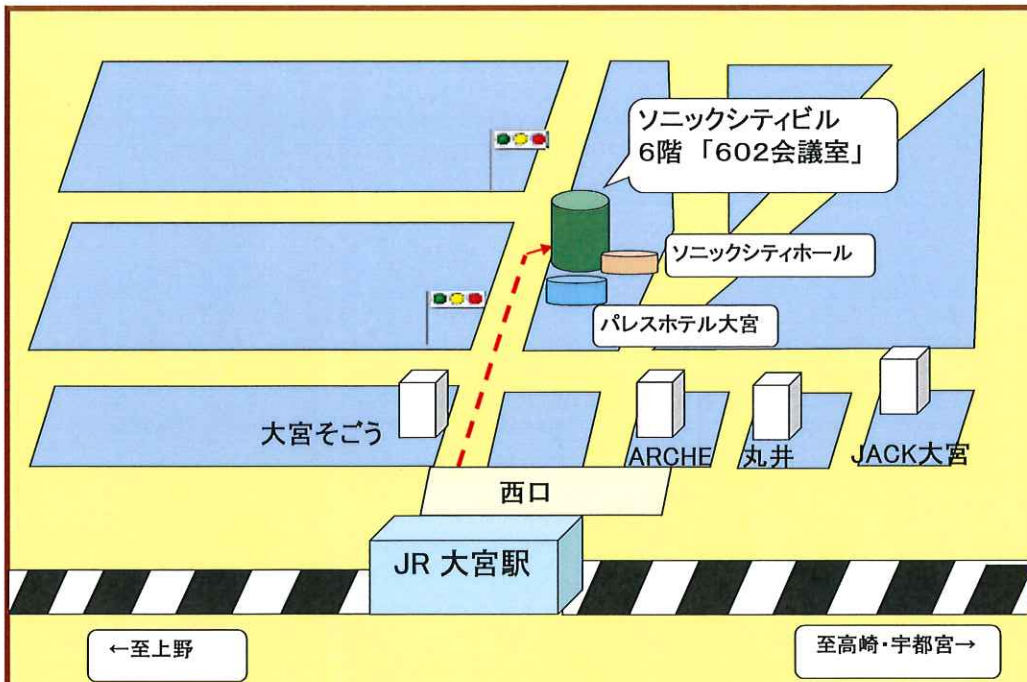 ソニックシティビル
6階 「602会議室」
ソニックシティホール
パレスホテル大宮
大宮そごう
ARCHE
丸井
JACK大宮
西口
JR 大宮駅
←至上野
至高崎・宇都宮→